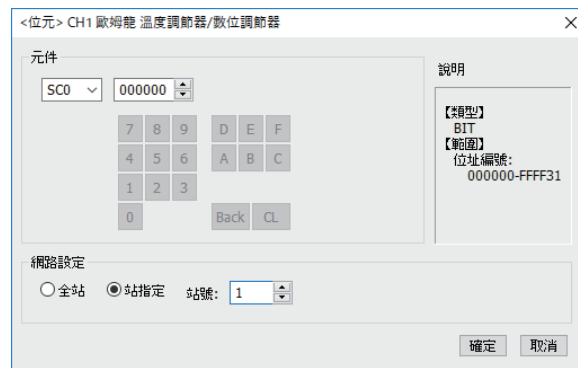 <位元> CH1 歐姆龍 溫度調節器/數位調節器
元件
SC0 000000
7 8 9 D E F
4 5 6 A B C
1 2 3
0 Back CL
說明
【類型】
BIT
【範圍】
位址編號:
000000-FFFF31
網路設定
全站 站指定 站號: 1
確定 取消